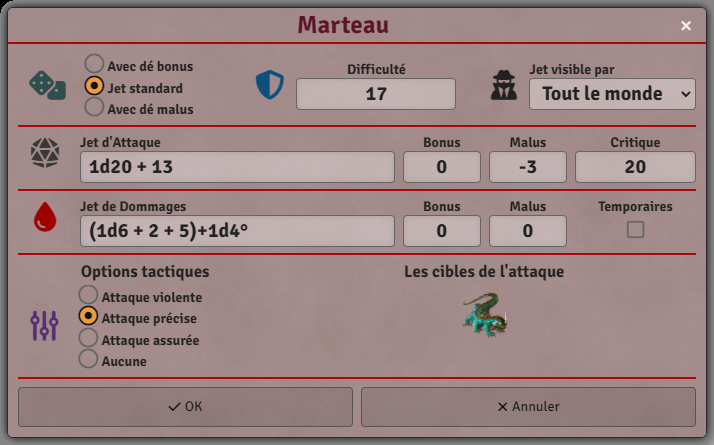 Marteau
Avec dé bonus
Jet standard
Avec dé malus
Difficulté
17
Jet visible par
Tout le monde
Jet d'Attaque
Bonus
Malus
Critique
1d20 + 13
0
-3
20
Jet de Dommages
Bonus
Malus
Temporaires
(1d6 + 2 + 5)+1d4°
0
0
Options tactiques
Attaque violente
Attaque précise
Attaque assurée
Aucune
Les cibles de l'attaque
OK
Annuler